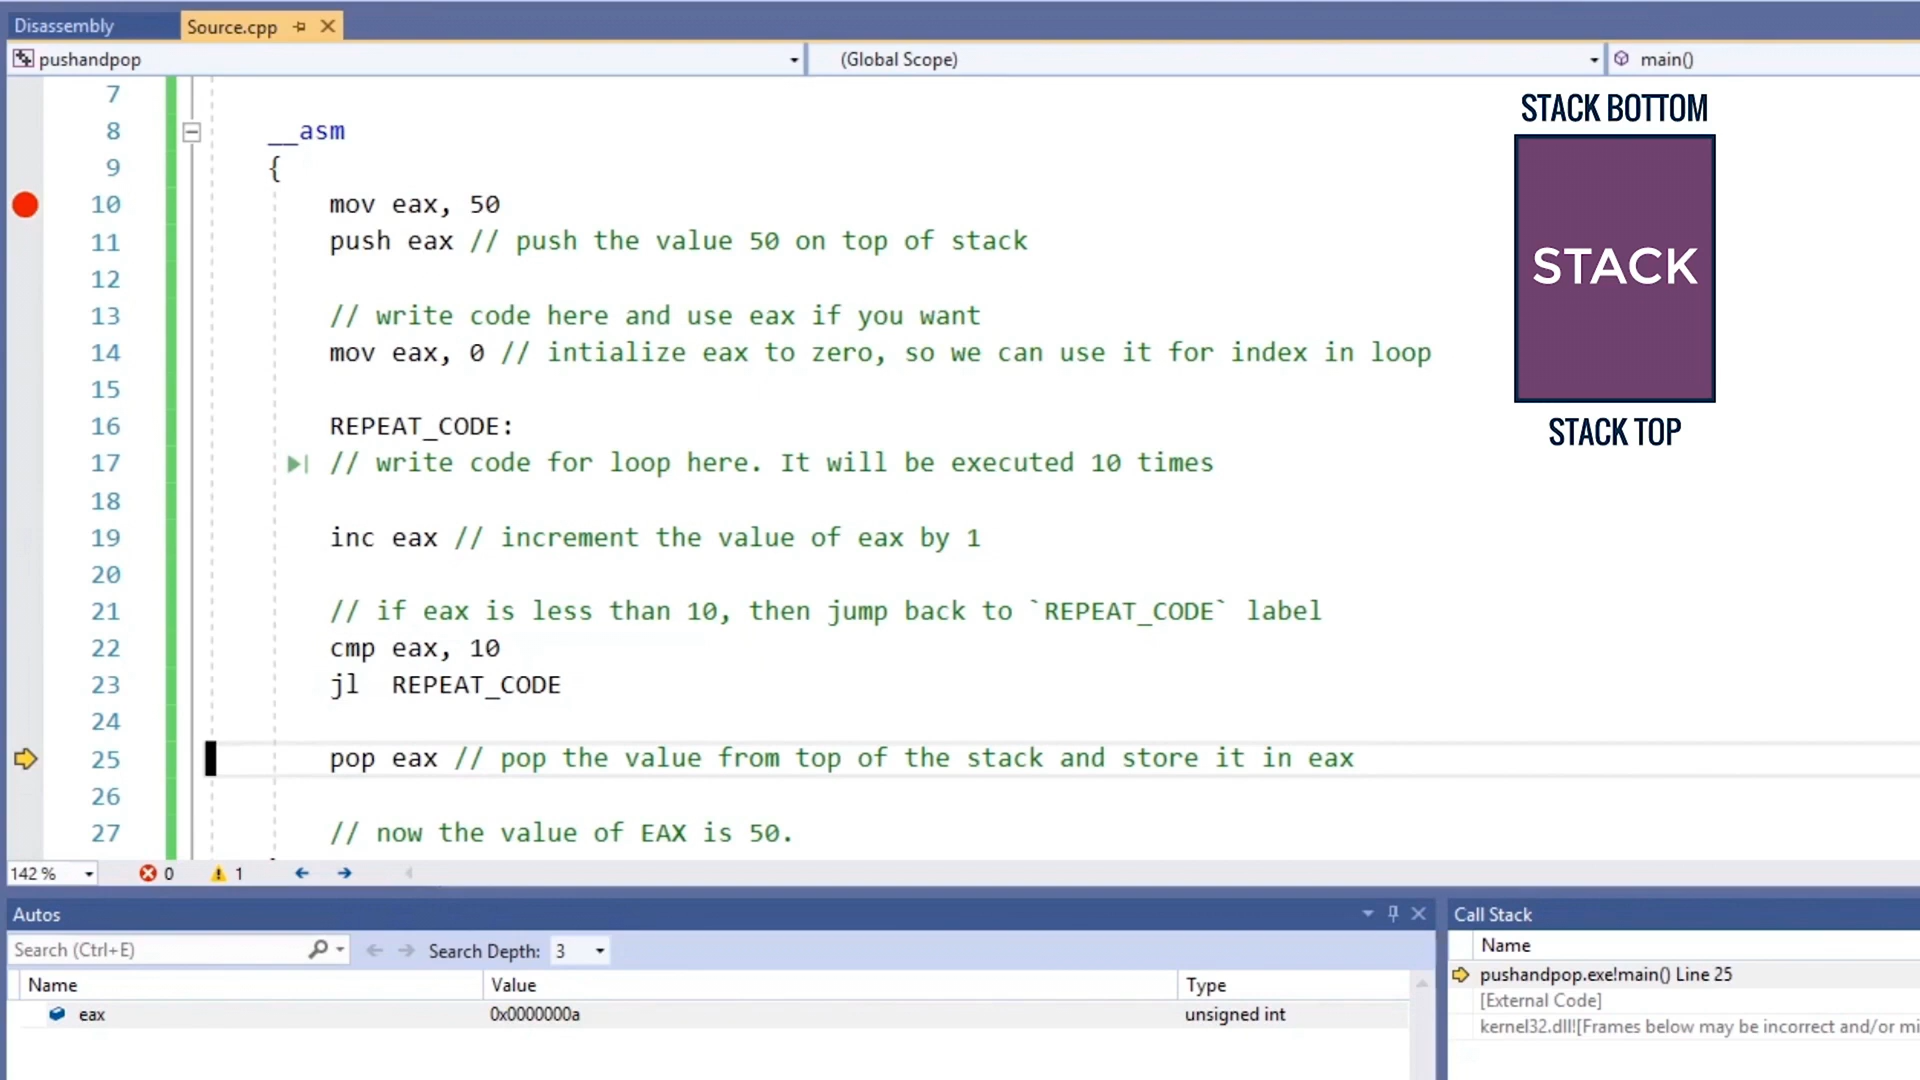 Disassembly
Source.cpp
pushandpop
(Global Scope)
main()
7
8 __asm
9 {
10 mov eax, 50
11 push eax // push the value 50 on top of stack
12
13 // write code here and use eax if you want
14 mov eax, 0 // intialize eax to zero, so we can use it for index in loop
15
16 REPEAT_CODE:
17 // write code for loop here. It will be executed 10 times
18
19 inc eax // increment the value of eax by 1
20
21 // if eax is less than 10, then jump back to `REPEAT_CODE` label
22 cmp eax, 10
23 jl  REPEAT_CODE
24
25 pop eax // pop the value from top of the stack and store it in eax
26
27 // now the value of EAX is 50.
STACK BOTTOM
STACK
STACK TOP
142 %
0
1
Autos
Search (Ctrl+E)
Search Depth: 3
Name Value Type
eax 0x0000000a unsigned int
Call Stack
Name
pushandpop.exe!main() Line 25
[External Code]
kernel32.dll![Frames below may be incorrect and/or mi